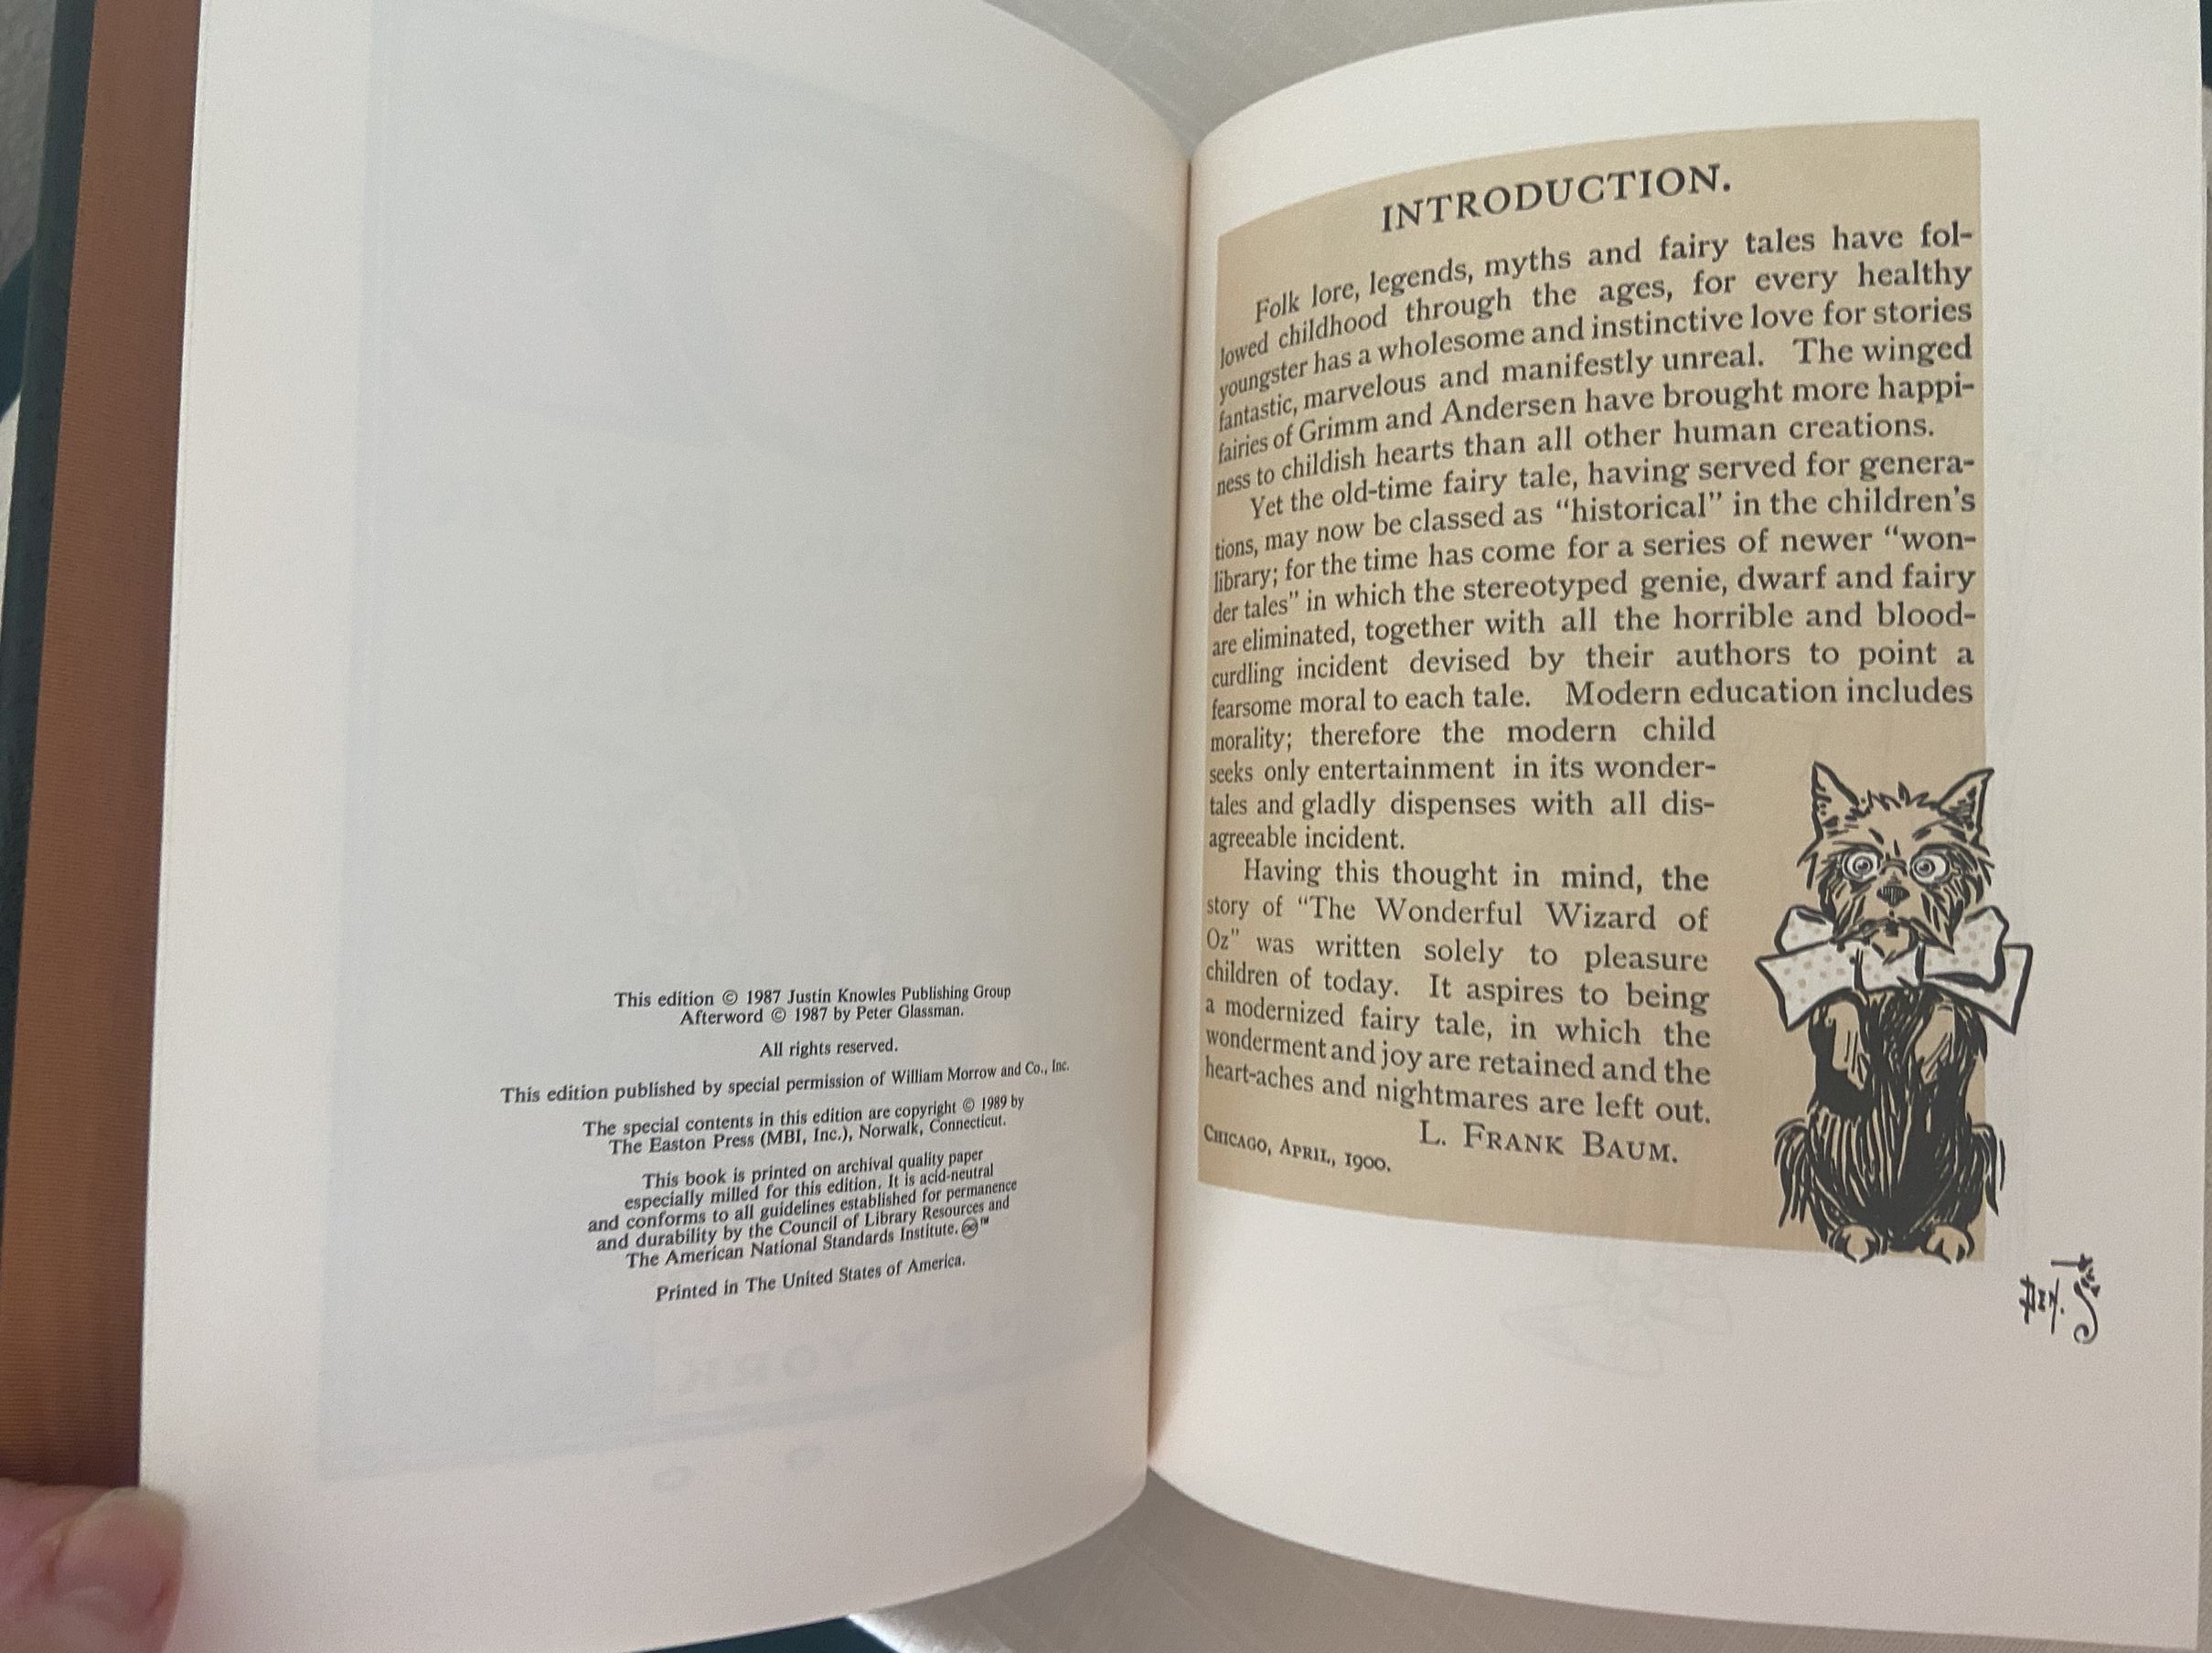 This edition © 1987 Justin Knowles Publishing Group
Afterword © 1987 by Peter Glassman.
All rights reserved.
This edition published by special permission of William Morrow and Co., Inc.
The special contents in this edition are copyright © 1989 by
The Easton Press (MBI, Inc.), Norwalk, Connecticut.
This book is printed on archival quality paper
especially milled for this edition. It is acid-neutral
and conforms to all guidelines established for permanence
and durability by the Council of Library Resources and
The American National Standards Institute. ♾™
Printed in The United States of America.
INTRODUCTION.
Folk lore, legends, myths and fairy tales have fol-
lowed childhood through the ages, for every healthy
youngster has a wholesome and instinctive love for stories
fantastic, marvelous and manifestly unreal. The winged
fairies of Grimm and Andersen have brought more happi-
ness to childish hearts than all other human creations.
Yet the old-time fairy tale, having served for genera-
tions, may now be classed as “historical” in the children’s
library; for the time has come for a series of newer “won-
der tales” in which the stereotyped genie, dwarf and fairy
are eliminated, together with all the horrible and blood-
curdling incident devised by their authors to point a
fearsome moral to each tale. Modern education includes
morality; therefore the modern child
seeks only entertainment in its wonder-
tales and gladly dispenses with all dis-
agreeable incident.
Having this thought in mind, the
story of “The Wonderful Wizard of
Oz” was written solely to pleasure
children of today. It aspires to being
a modernized fairy tale, in which the
wonderment and joy are retained and the
heart-aches and nightmares are left out.
L. FRANK BAUM.
CHICAGO, APRIL, 1900.